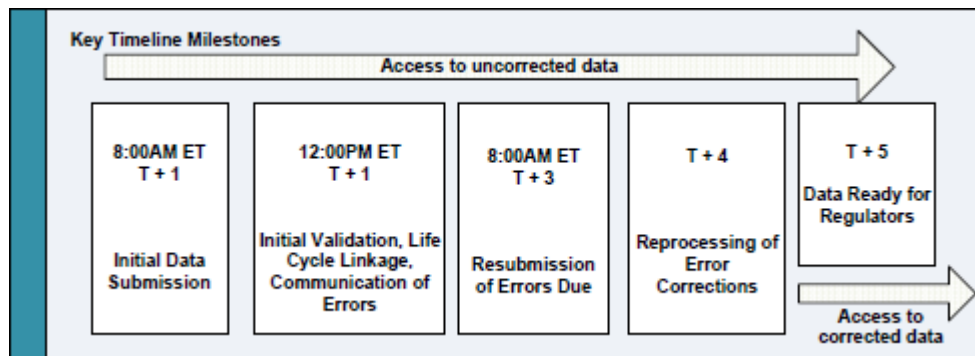 Key Timeline Milestones
Access to uncorrected data
8:00AM ET
T + 1
Initial Data
Submission
12:00PM ET
T + 1
Initial Validation, Life
Cycle Linkage,
Communication of
Errors
8:00AM ET
T + 3
Resubmission
of Errors Due
T + 4
Reprocessing of
Error
Corrections
T + 5
Data Ready for
Regulators
Access to
corrected data